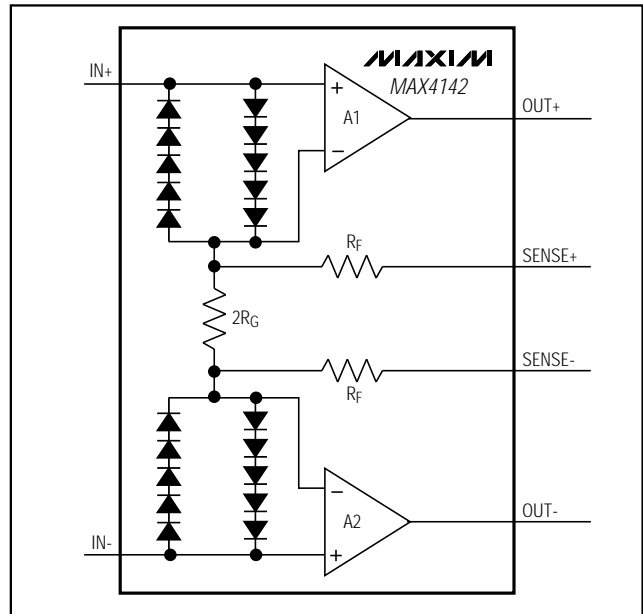 MAXIM
MAX4142
IN+
+
A1
−
OUT+
RF
SENSE+
2RG
SENSE-
RF
−
A2
OUT-
IN-
+